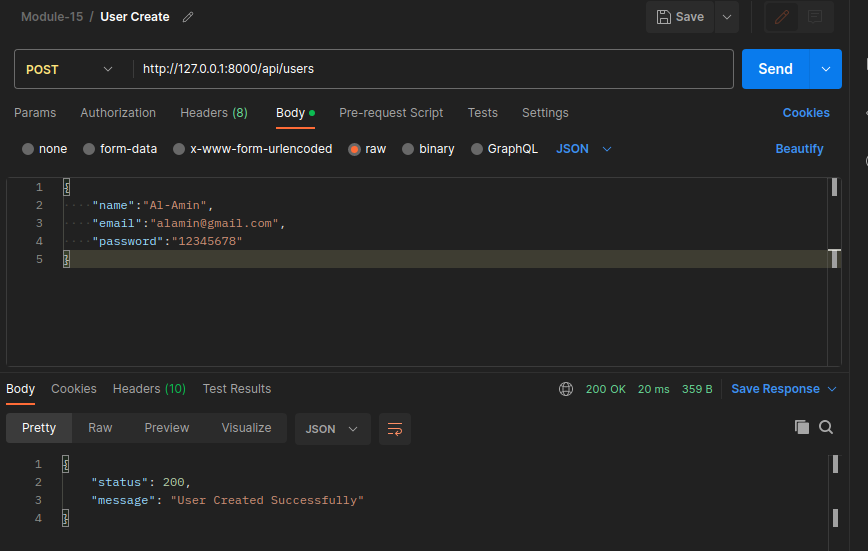 Module-15 / User Create
Save
POST http://127.0.0.1:8000/api/users Send
Params Authorization Headers (8) Body Pre-request Script Tests Settings Cookies
none form-data x-www-form-urlencoded raw binary GraphQL JSON Beautify
1 {
2 "name":"Al-Amin",
3 "email":"alamin@gmail.com",
4 "password":"12345678"
5 }
Body Cookies Headers (10) Test Results 200 OK 20 ms 359 B Save Response
Pretty Raw Preview Visualize JSON
1 {
2 "status": 200,
3 "message": "User Created Successfully"
4 }